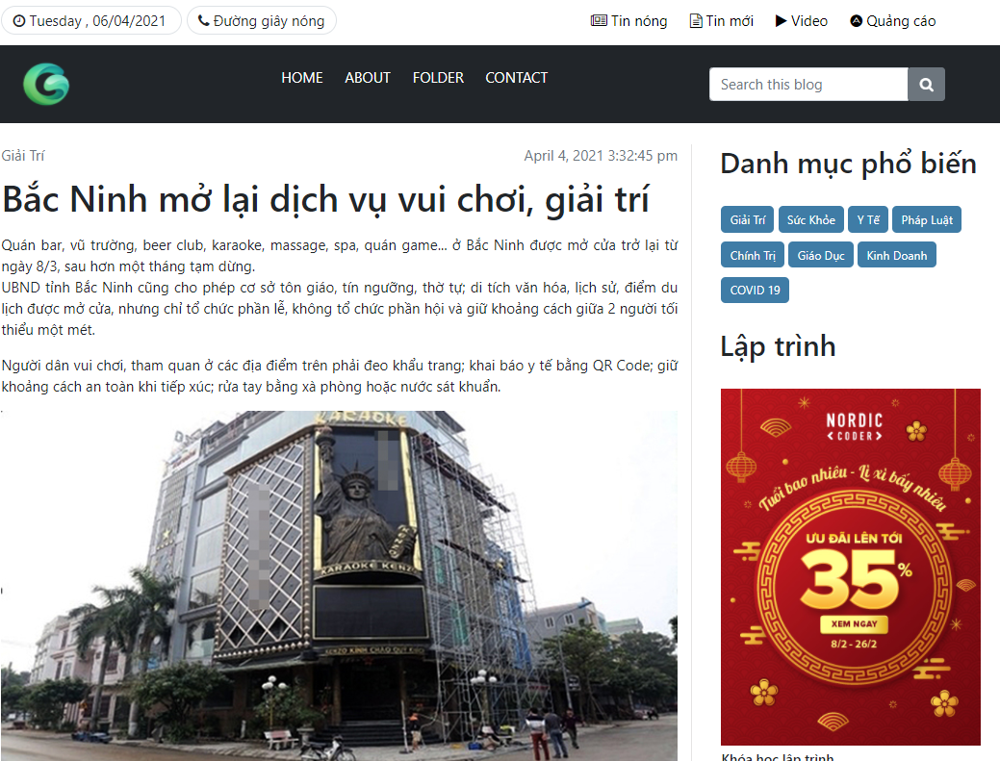 Tuesday , 06/04/2021
Đường giây nóng
Tin nóng
Tin mới
Video
Quảng cáo
HOME
ABOUT
FOLDER
CONTACT
Search this blog
Giải Trí
April 4, 2021 3:32:45 pm
Bắc Ninh mở lại dịch vụ vui chơi, giải trí
Quán bar, vũ trường, beer club, karaoke, massage, spa, quán game... ở Bắc Ninh được mở cửa trở lại từ
ngày 8/3, sau hơn một tháng tạm dừng.
UBND tỉnh Bắc Ninh cũng cho phép cơ sở tôn giáo, tín ngưỡng, thờ tự; di tích văn hóa, lịch sử, điểm du
lịch được mở cửa, nhưng chỉ tổ chức phần lễ, không tổ chức phần hội và giữ khoảng cách giữa 2 người tối
thiểu một mét.
Người dân vui chơi, tham quan ở các địa điểm trên phải đeo khẩu trang; khai báo y tế bằng QR Code; giữ
khoảng cách an toàn khi tiếp xúc; rửa tay bằng xà phòng hoặc nước sát khuẩn.
KARAOKE
KARAOKE KENZO
KENZO KÍNH CHÀO QUÝ KHÁCH
Danh mục phổ biến
Giải Trí
Sức Khỏe
Y Tế
Pháp Luật
Chính Trị
Giáo Dục
Kinh Doanh
COVID 19
Lập trình
NORDIC
CODER
Tuổi bao nhiêu - Lì xì bấy nhiêu
ƯU ĐÃI LÊN TỚI
35%
XEM NGAY
8/2 - 26/2
Khóa học lập trình